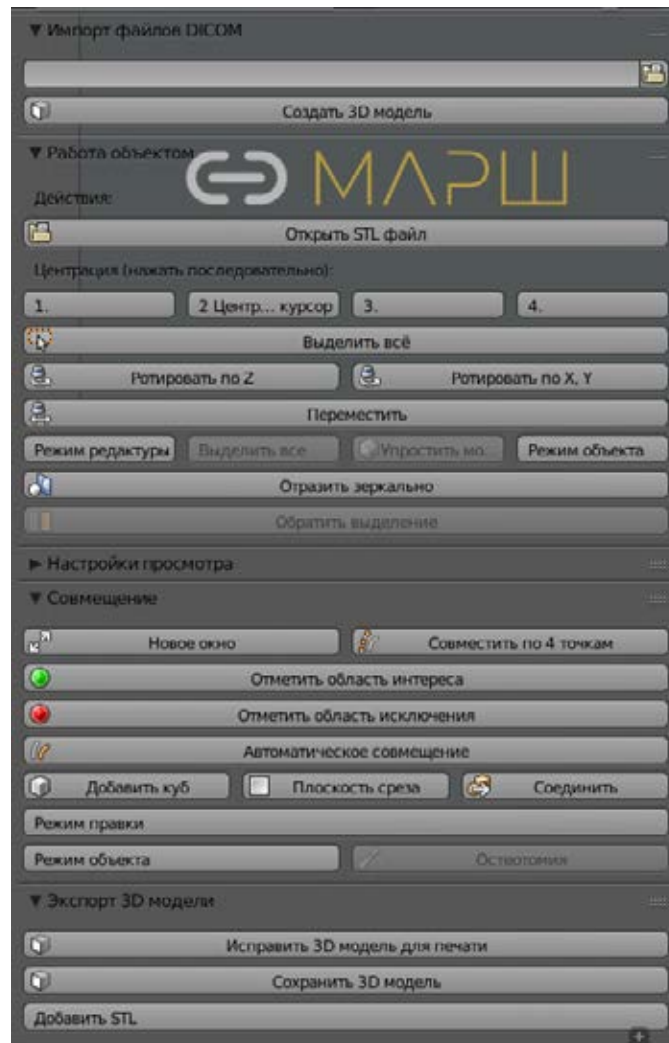 Импорт файлов DICOM
Создать 3D модель
Работа объектом
МАРШ
Действия:
Открыть STL файл
Центрация (нажать последовательно):
1. 2 Центр... курсор 3. 4.
Выделить всё
Ротировать по Z Ротировать по X, Y
Переместить
Режим редактуры Выделить все Упростить мо... Режим объекта
Отразить зеркально
Обратить выделение
Настройки просмотра
Совмещение
Новое окно Совместить по 4 точкам
Отметить область интереса
Отметить область исключения
Автоматическое совмещение
Добавить куб Плоскость среза Соединить
Режим правки
Режим объекта Остеотомия
Экспорт 3D модели
Исправить 3D модель для печати
Сохранить 3D модель
Добавить STL